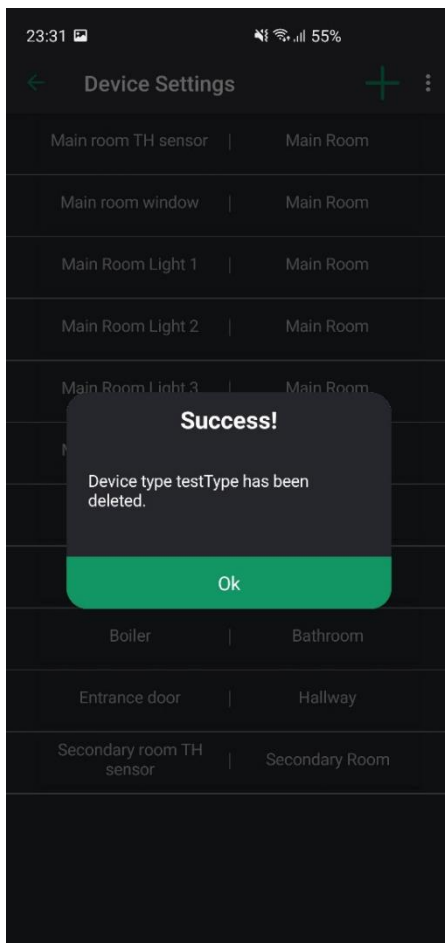 23:31 55%
Device Settings
Main room TH sensor | Main Room
Main room window | Main Room
Main Room Light 1 | Main Room
Main Room Light 2 | Main Room
Main Room Light 3 | Main Room
Success!
Device type testType has been
deleted.
Ok
Boiler | Bathroom
Entrance door | Hallway
Secondary room TH
sensor | Secondary Room